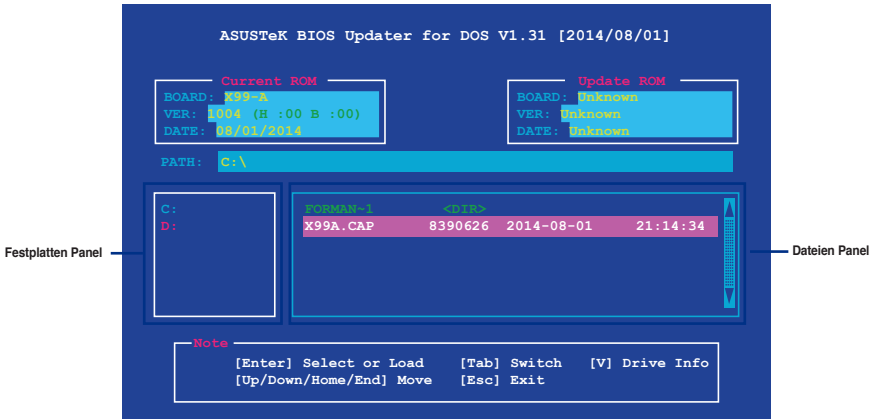 ASUSTeK BIOS Updater for DOS V1.31 [2014/08/01]
Current ROM
BOARD: X99-A
VER: 1004 (H :00 B :00)
DATE: 08/01/2014
Update ROM
BOARD: Unknown
VER: Unknown
DATE: Unknown
PATH: C:\
C:
D:
FORMAN~1 <DIR>
X99A.CAP 8390626 2014-08-01 21:14:34
Festplatten Panel
Dateien Panel
Note
[Enter] Select or Load [Tab] Switch [V] Drive Info
[Up/Down/Home/End] Move [Esc] Exit